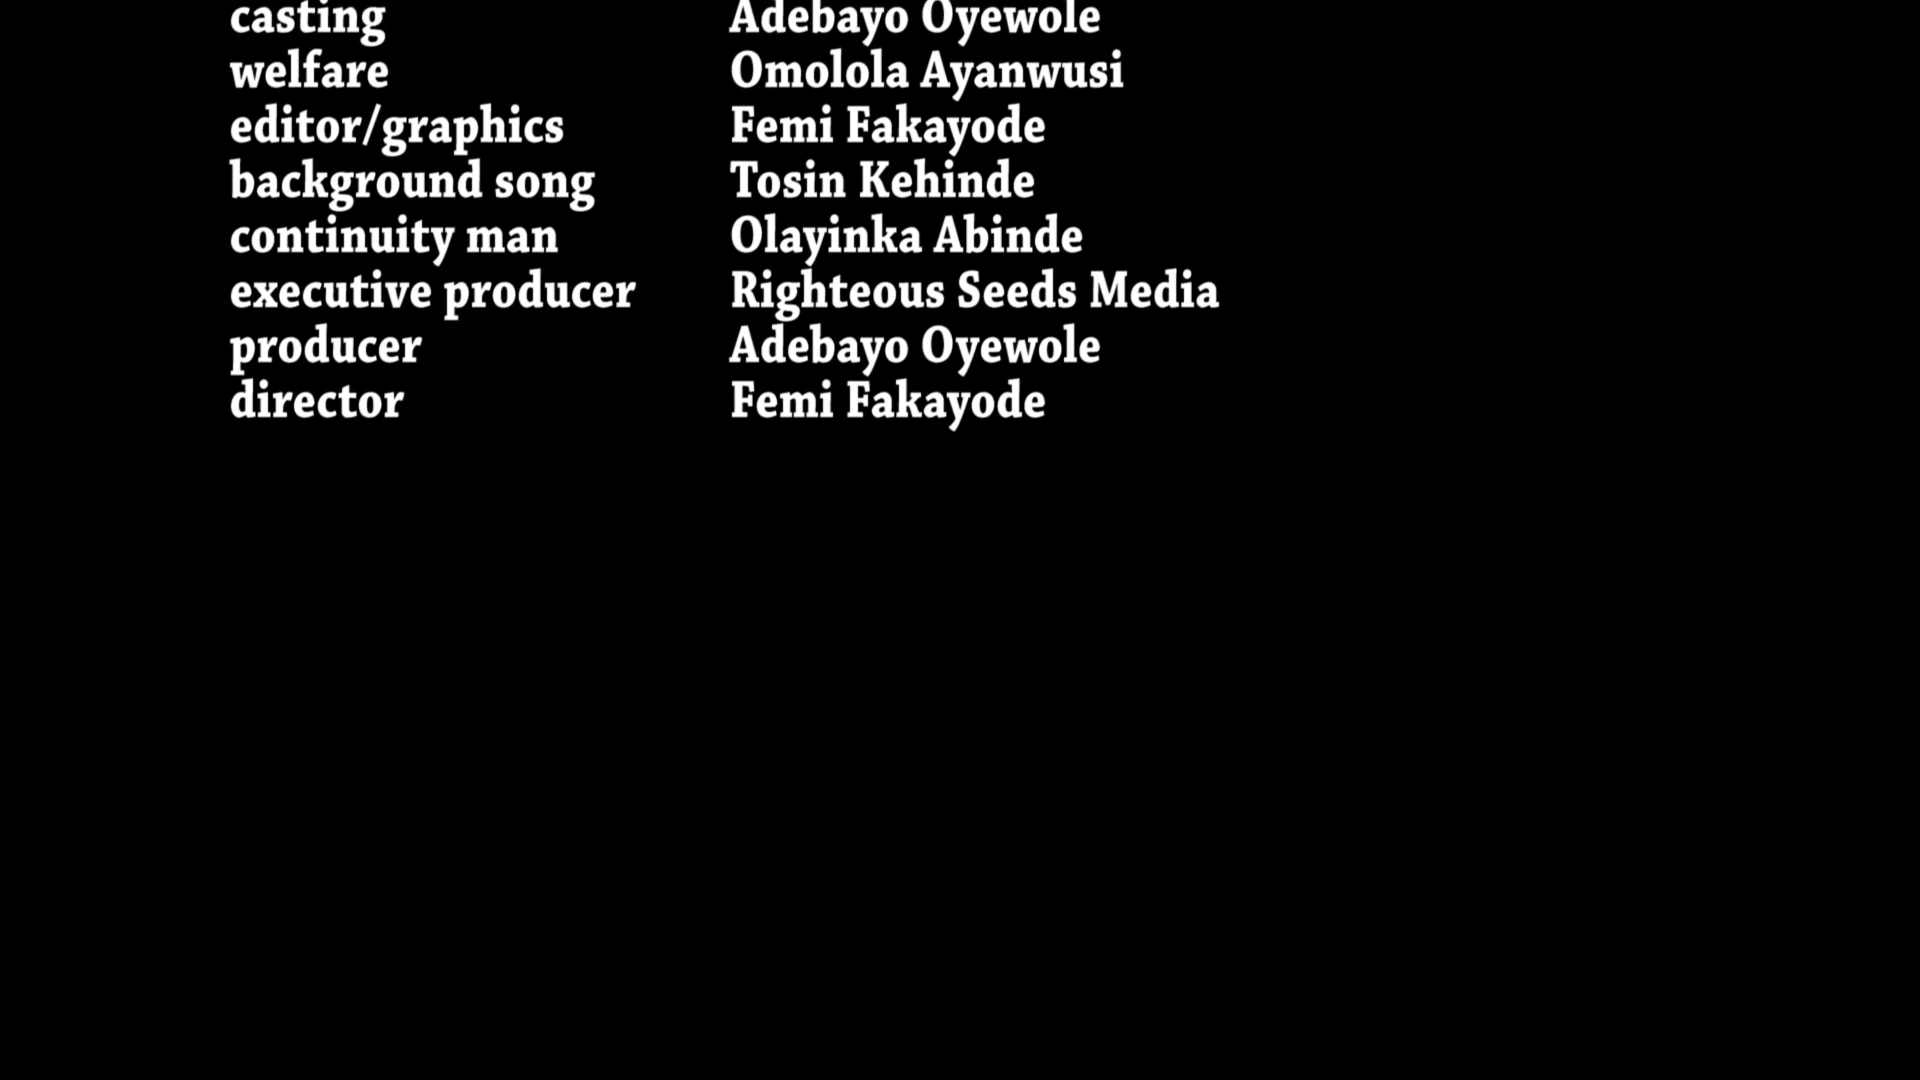 casting Adebayo Oyewole
welfare Omolola Ayanwusi
editor/graphics Femi Fakayode
background song Tosin Kehinde
continuity man Olayinka Abinde
executive producer Righteous Seeds Media
producer Adebayo Oyewole
director Femi Fakayode